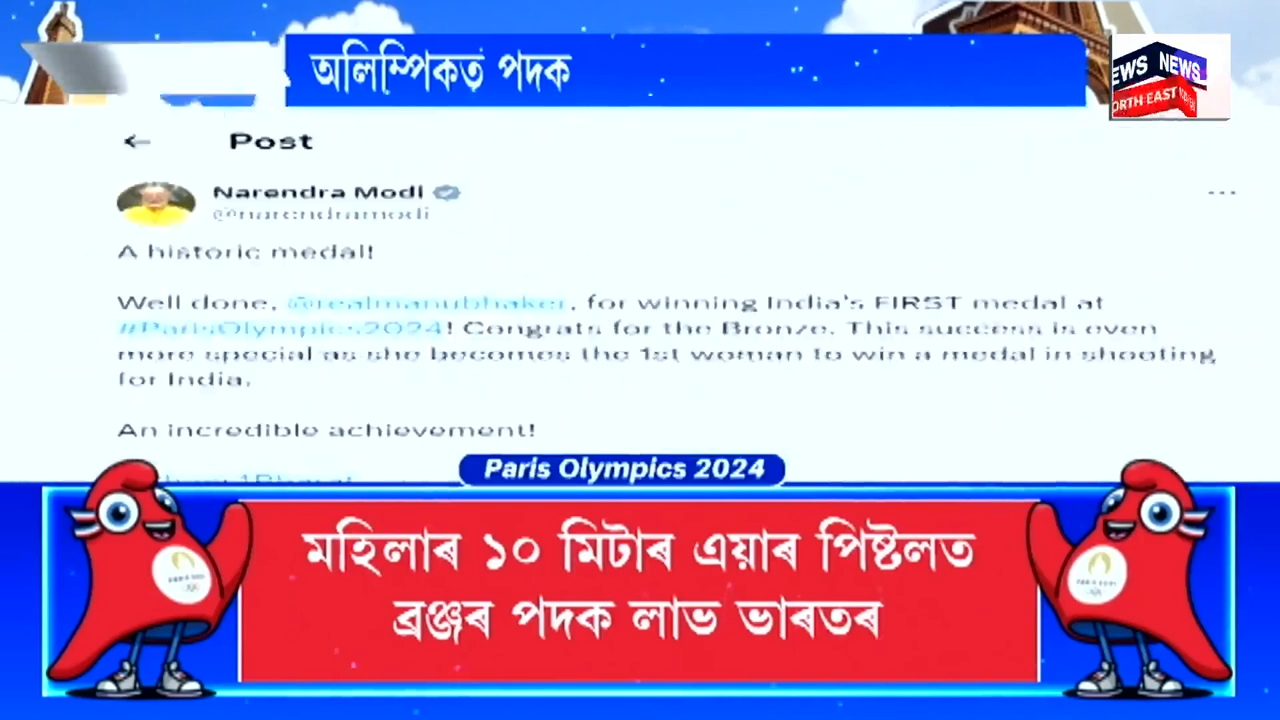 অলিম্পিকত পদক
EWS NEWS
ORTH EAST
← Post
Narendra Modi
@narendramodi
A historic medal!
Well done, @realmanubhaker, for winning India's FIRST medal at
#ParisOlympics2024! Congrats for the Bronze. This success is even
more special as she becomes the 1st woman to win a medal in shooting
for India.
An incredible achievement!
Paris Olympics 2024
মহিলাৰ ১০ মিটাৰ এয়াৰ পিষ্টলত
ব্ৰঞ্জৰ পদক লাভ ভাৰতৰ